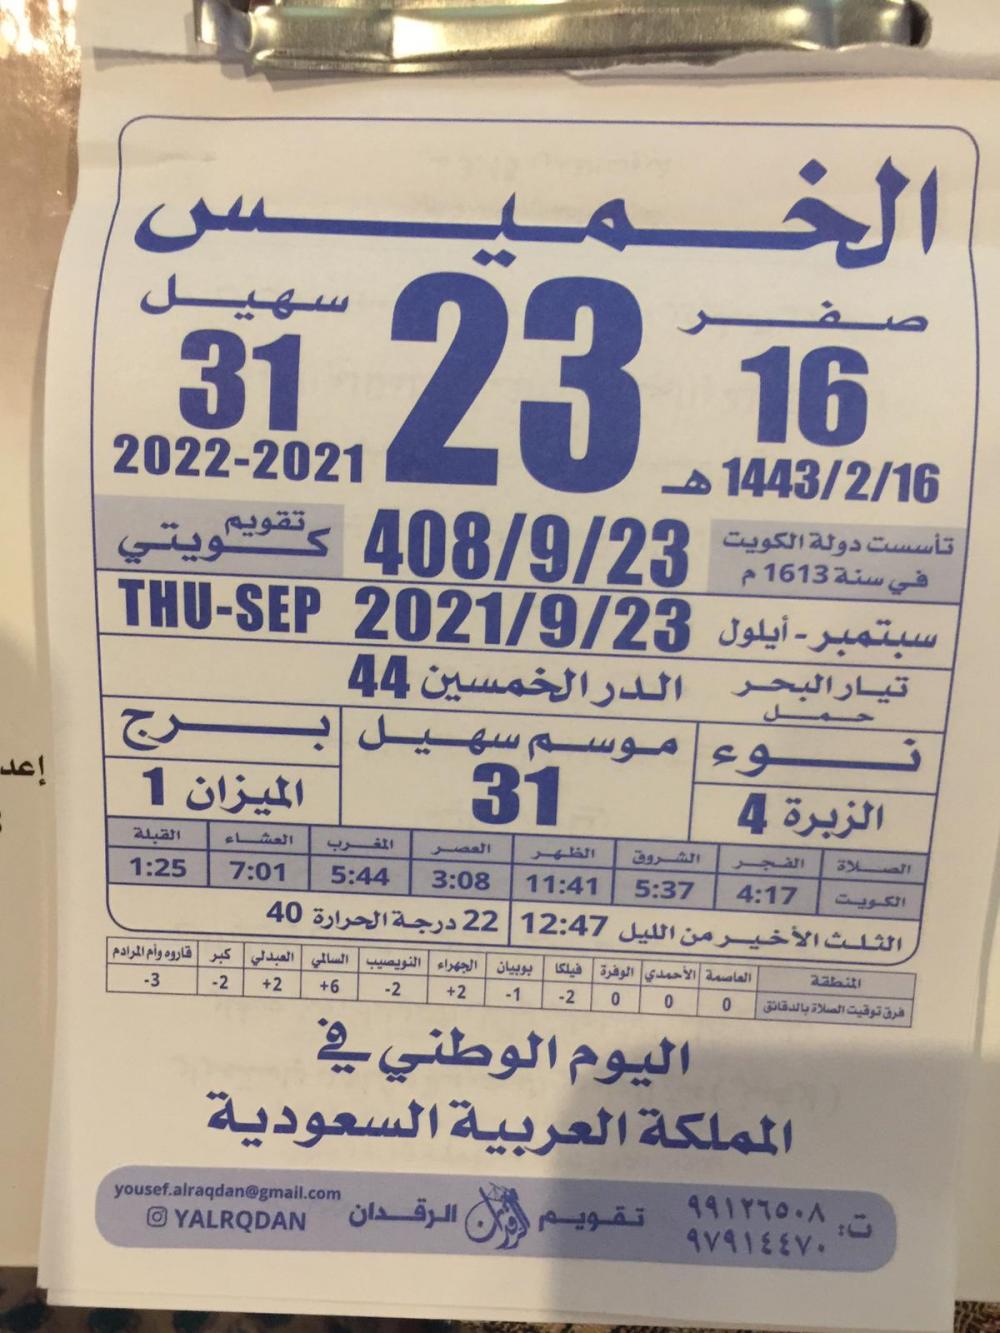 الخميس
صفر 23 سهيل
16 31
1443/2/16 هـ 2022-2021
تأسست دولة الكويت في سنة 1613 م 408/9/23 تقويم كويتي
سبتمبر - أيلول 2021/9/23 THU-SEP
تيار البحر الدر الخمسين 44
حمل
نوء موسم سهيل برج
الزبرة 4 31 الميزان 1
الصلاة الفجر الشروق الظهر العصر المغرب العشاء القبلة
الكويت 4:17 5:37 11:41 3:08 5:44 7:01 1:25
الثلث الأخير من الليل 12:47 22 درجة الحرارة 40
المنطقة العاصمة الأحمدي الوفرة فيلكا بوبيان الجهراء النويصيب السالمي العبدلي كبر قاروه وأم المرادم
فرق توقيت الصلاة بالدقائق 0 0 0 -2 -1 +2 -2 +6 +2 -2 -3
اليوم الوطني في
المملكة العربية السعودية
ت: ٩٩١٢٦٥٠٨ تقويم الرقدان yousef.alraqdan@gmail.com
٩٧٩١٤٤٧٠ YALRQDAN
إعد